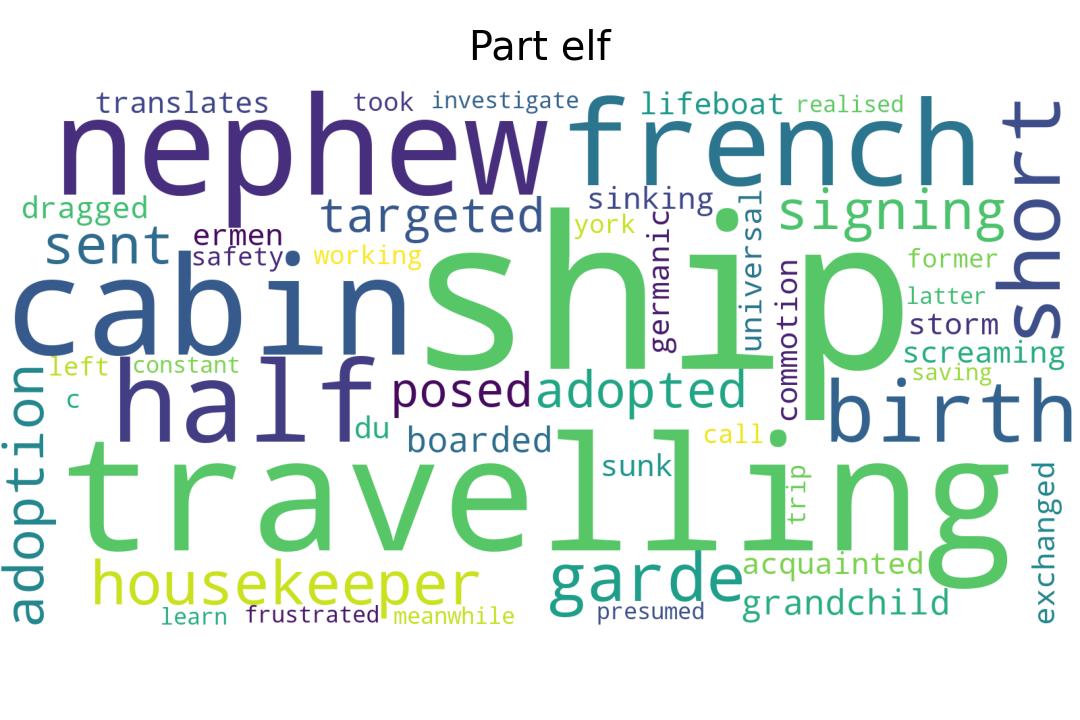 Part elf
translates
took
investigate
lifeboat
realised
nephew
french
short
dragged
targeted
sinking
york
signing
sent
ermen
safety
working
germanic
universal
commotion
former
latter
storm
cabin
ship
screaming
saving
left
constant
c
half
du
posed
adopted
boarded
call
birth
adoption
travelling
sunk
trip
exchanged
housekeeper
garde
acquainted
grandchild
learn
frustrated
meanwhile
presumed